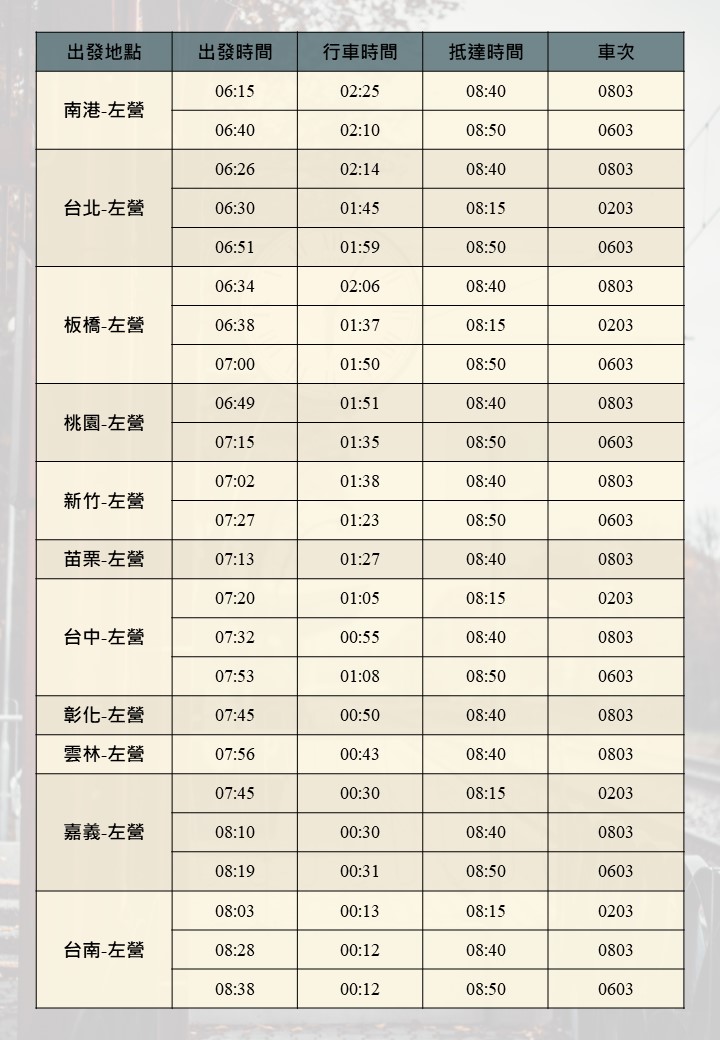 出發地點 出發時間 行車時間 抵達時間 車次
南港-左營 06:15 02:25 08:40 0803
06:40 02:10 08:50 0603
台北-左營 06:26 02:14 08:40 0803
06:30 01:45 08:15 0203
06:51 01:59 08:50 0603
板橋-左營 06:34 02:06 08:40 0803
06:38 01:37 08:15 0203
07:00 01:50 08:50 0603
桃園-左營 06:49 01:51 08:40 0803
07:15 01:35 08:50 0603
新竹-左營 07:02 01:38 08:40 0803
07:27 01:23 08:50 0603
苗栗-左營 07:13 01:27 08:40 0803
台中-左營 07:20 01:05 08:15 0203
07:32 00:55 08:40 0803
07:53 01:08 08:50 0603
彰化-左營 07:45 00:50 08:40 0803
雲林-左營 07:56 00:43 08:40 0803
嘉義-左營 07:45 00:30 08:15 0203
08:10 00:30 08:40 0803
08:19 00:31 08:50 0603
台南-左營 08:03 00:13 08:15 0203
08:28 00:12 08:40 0803
08:38 00:12 08:50 0603